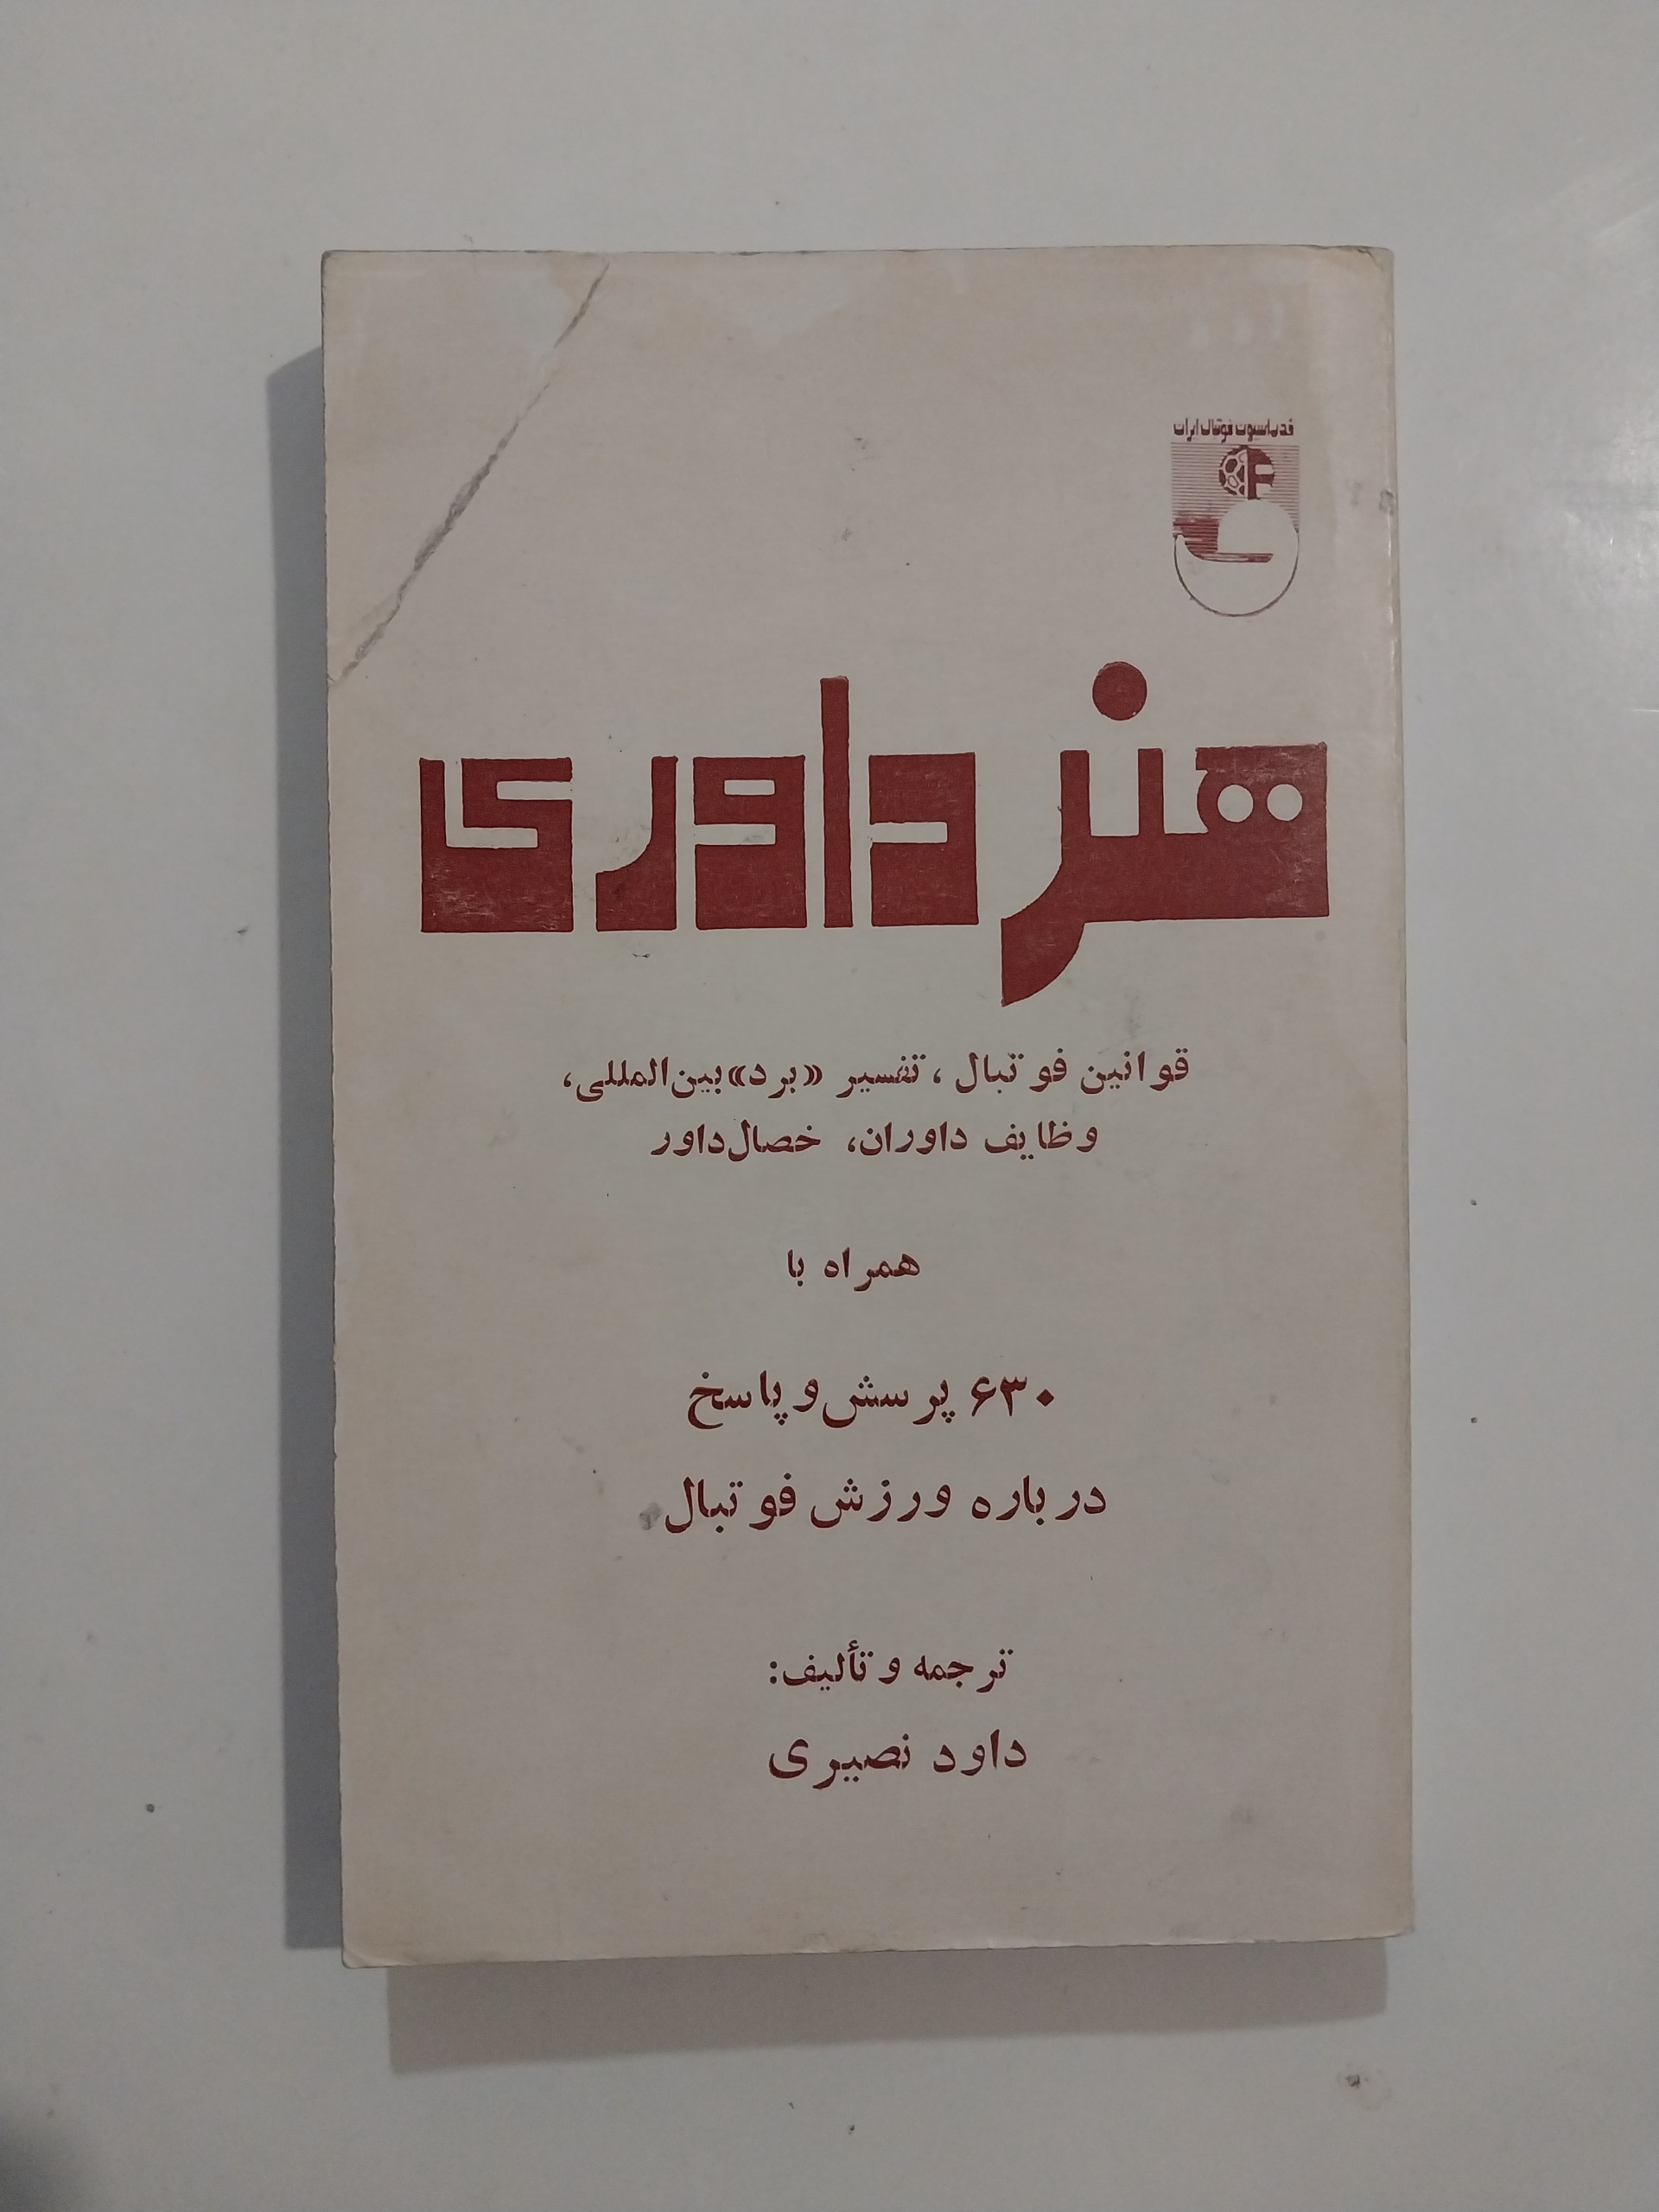 فدراسیون فوتبال ایران
هنر داوری
قوانین فوتبال، تفسیر «برد» بین‌المللی،
وظایف داوران، خصال داور
همراه با
۶۳۰ پرسش و پاسخ
درباره ورزش فوتبال
ترجمه و تألیف:
داود نصیری